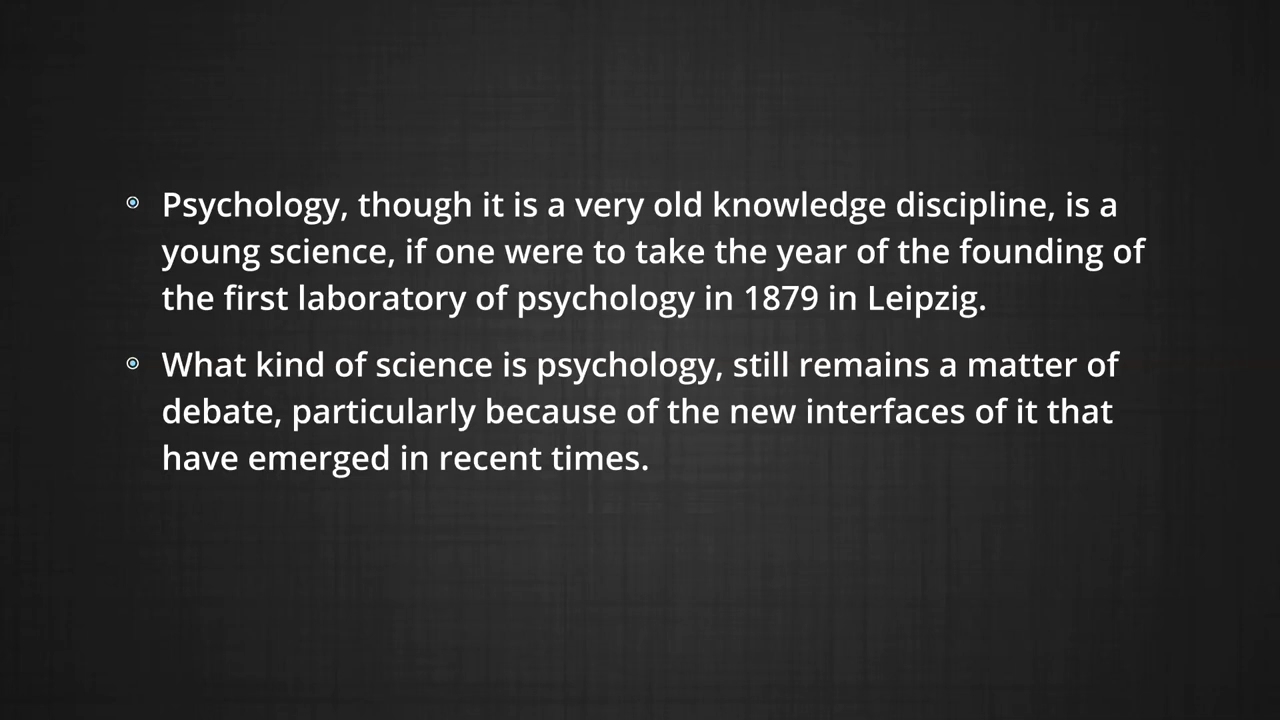 Psychology, though it is a very old knowledge discipline, is a
young science, if one were to take the year of the founding of
the first laboratory of psychology in 1879 in Leipzig.
What kind of science is psychology, still remains a matter of
debate, particularly because of the new interfaces of it that
have emerged in recent times.